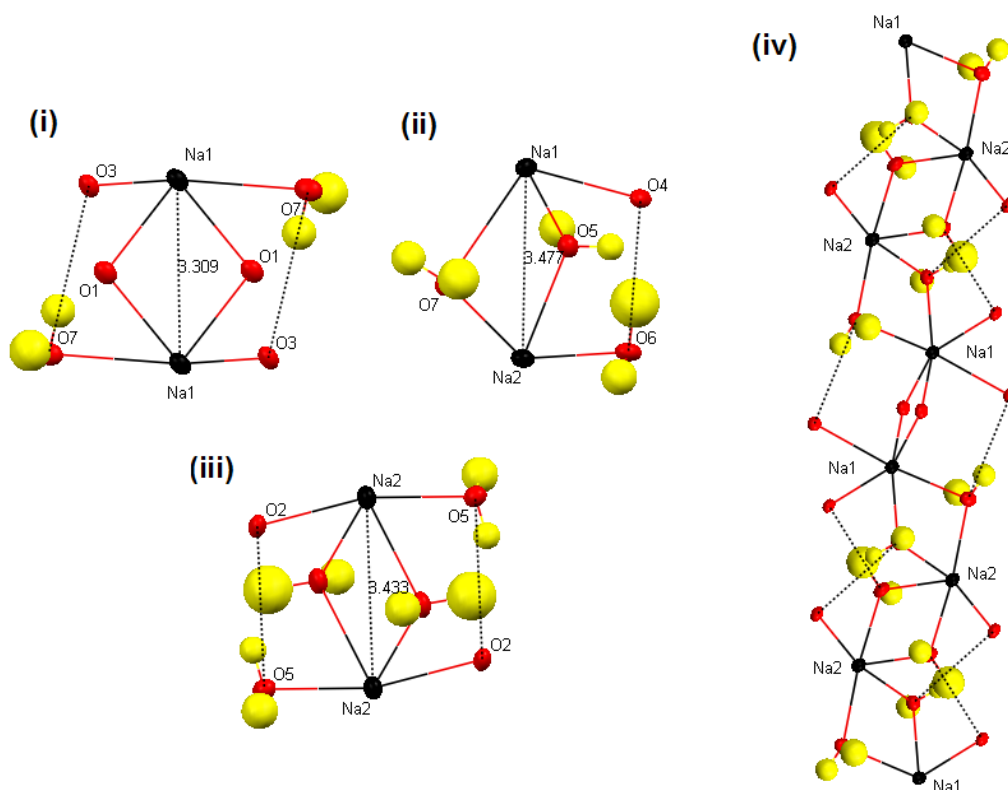 (i)
O3
Na1
O7
3.309
O1
O1
O7
Na1
O3
(ii)
Na1
O4
O5
3.477
O7
O6
Na2
(iii)
Na2
O2
O5
3.433
O5
Na2
O2
(iv)
Na1
Na2
Na2
Na1
Na1
Na2
Na2
Na1